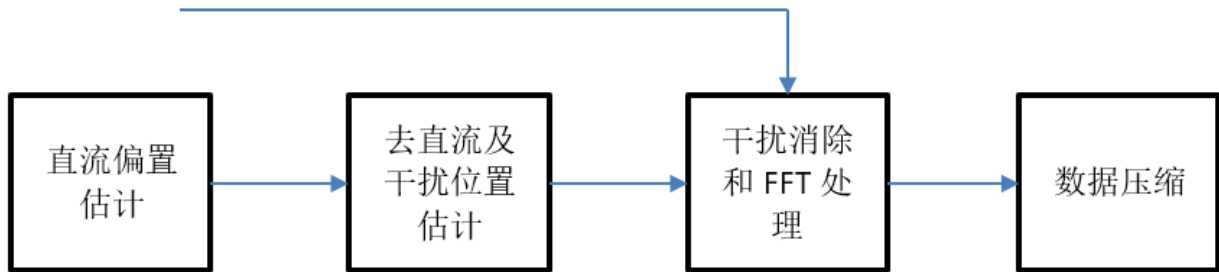 直流偏置
估计
去直流及
干扰位置
估计
干扰消除
和 FFT 处
理
数据压缩